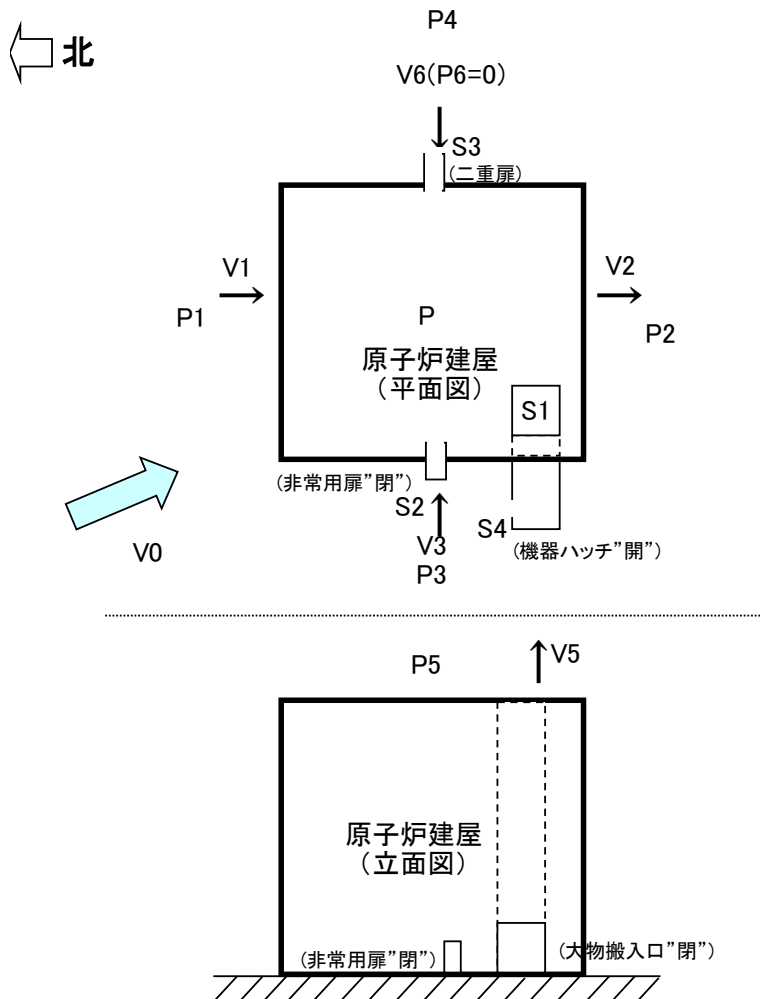 P4
北
V6(P6=0)
S3
(二重扉)
V1
V2
P1
P
P2
原子炉建屋
(平面図)
S1
(非常用扉”閉”)
S2
S4
V3
(機器ハッチ”開”)
V0
P3
V5
P5
原子炉建屋
(立面図)
(大物搬入口”閉”)
(非常用扉”閉”)